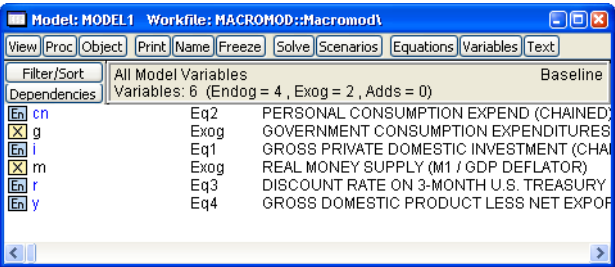 Model: MODEL1 Workfile: MACROMOD::Macromod\
View Proc Object Print Name Freeze Solve Scenarios Equations Variables Text
Filter/Sort All Model Variables Baseline
Dependencies Variables: 6 (Endog = 4 , Exog = 2 , Adds = 0)
En cn Eq2 PERSONAL CONSUMPTION EXPEND (CHAINED)
X g Exog GOVERNMENT CONSUMPTION EXPENDITURES
En i Eq1 GROSS PRIVATE DOMESTIC INVESTMENT (CHAI
X m Exog REAL MONEY SUPPLY (M1 / GDP DEFLATOR)
En r Eq3 DISCOUNT RATE ON 3-MONTH U.S. TREASURY
En y Eq4 GROSS DOMESTIC PRODUCT LESS NET EXPOR